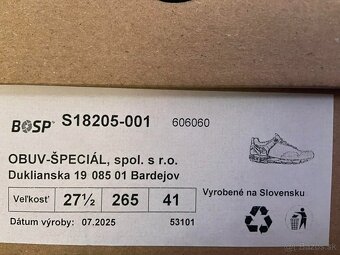 BOSP S18205-001 606060
OBUV-ŠPECIÁL, spol. s r.o.
Duklianska 19 085 01 Bardejov
Veľkosť 27½ 265 41
Vyrobené na Slovensku
Dátum výroby: 07.2025 53101